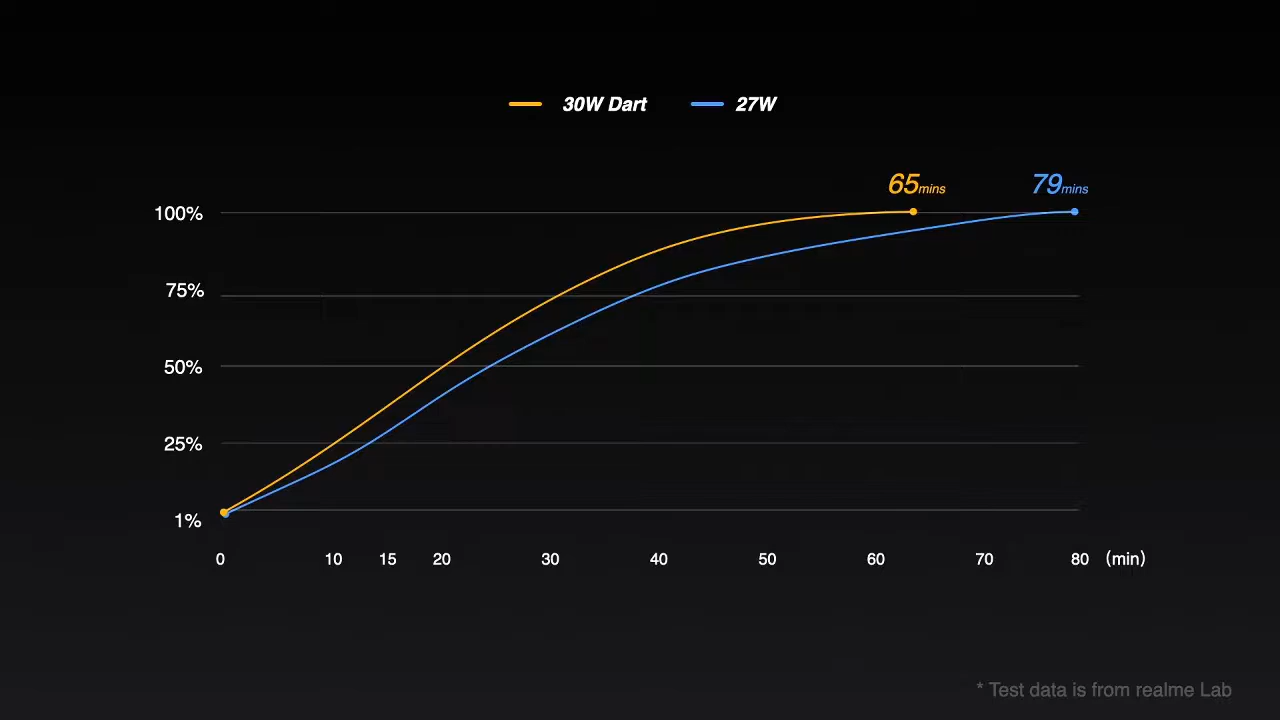 30W Dart 27W
65mins 79mins
100%
75%
50%
25%
1%
0 10 15 20 30 40 50 60 70 80 (min)
* Test data is from realme Lab